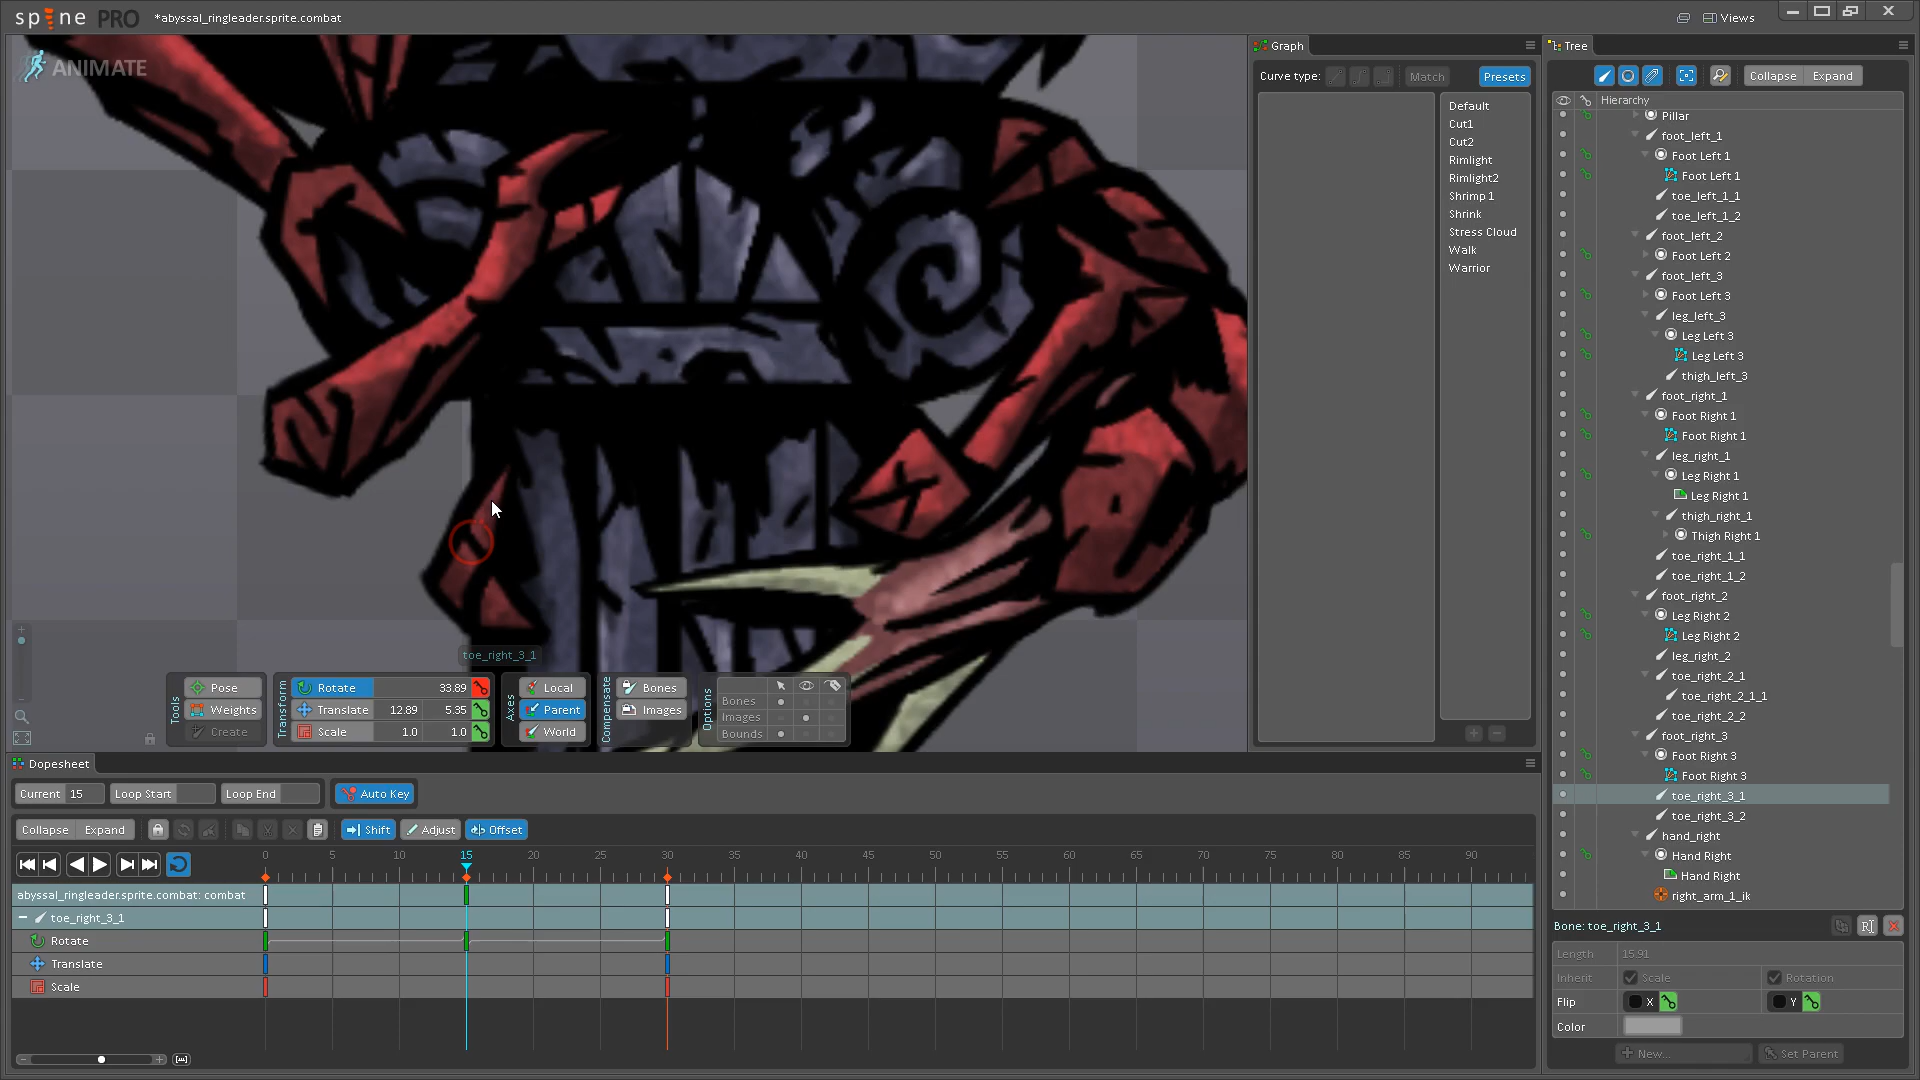 spine PRO
*abyssal_ringleader.sprite.combat
Views
ANIMATE
Graph
Curve type:
Match
Presets
Default
Cut1
Cut2
Rimlight
Rimlight2
Shrimp 1
Shrink
Stress Cloud
Walk
Warrior
Tree
Collapse
Expand
Hierarchy
Pillar
foot_left_1
Foot Left 1
Foot Left 1
toe_left_1_1
toe_left_1_2
foot_left_2
Foot Left 2
foot_left_3
Foot Left 3
leg_left_3
Leg Left 3
Leg Left 3
thigh_left_3
foot_right_1
Foot Right 1
Foot Right 1
leg_right_1
Leg Right 1
Leg Right 1
thigh_right_1
Thigh Right 1
toe_right_1_1
toe_right_1_2
foot_right_2
Leg Right 2
Leg Right 2
leg_right_2
toe_right_2_1
toe_right_2_1_1
toe_right_2_2
foot_right_3
Foot Right 3
Foot Right 3
toe_right_3_1
toe_right_3_2
hand_right
Hand Right
Hand Right
right_arm_1_ik
Bone: toe_right_3_1
Length 15.91
Inherit Scale Rotation
Flip X Y
Color
New...
Set Parent
toe_right_3_1
Tools
Pose
Weights
Create
Transform
Rotate 33.89
Translate 12.89 5.35
Scale 1.0 1.0
Axes
Local
Parent
World
Compensate
Bones
Images
Options
Bones
Images
Bounds
Dopesheet
Current 15
Loop Start
Loop End
Auto Key
Collapse
Expand
Shift
Adjust
Offset
0 5 10 15 20 25 30 35 40 45 50 55 60 65 70 75 80 85 90
abyssal_ringleader.sprite.combat: combat
toe_right_3_1
Rotate
Translate
Scale